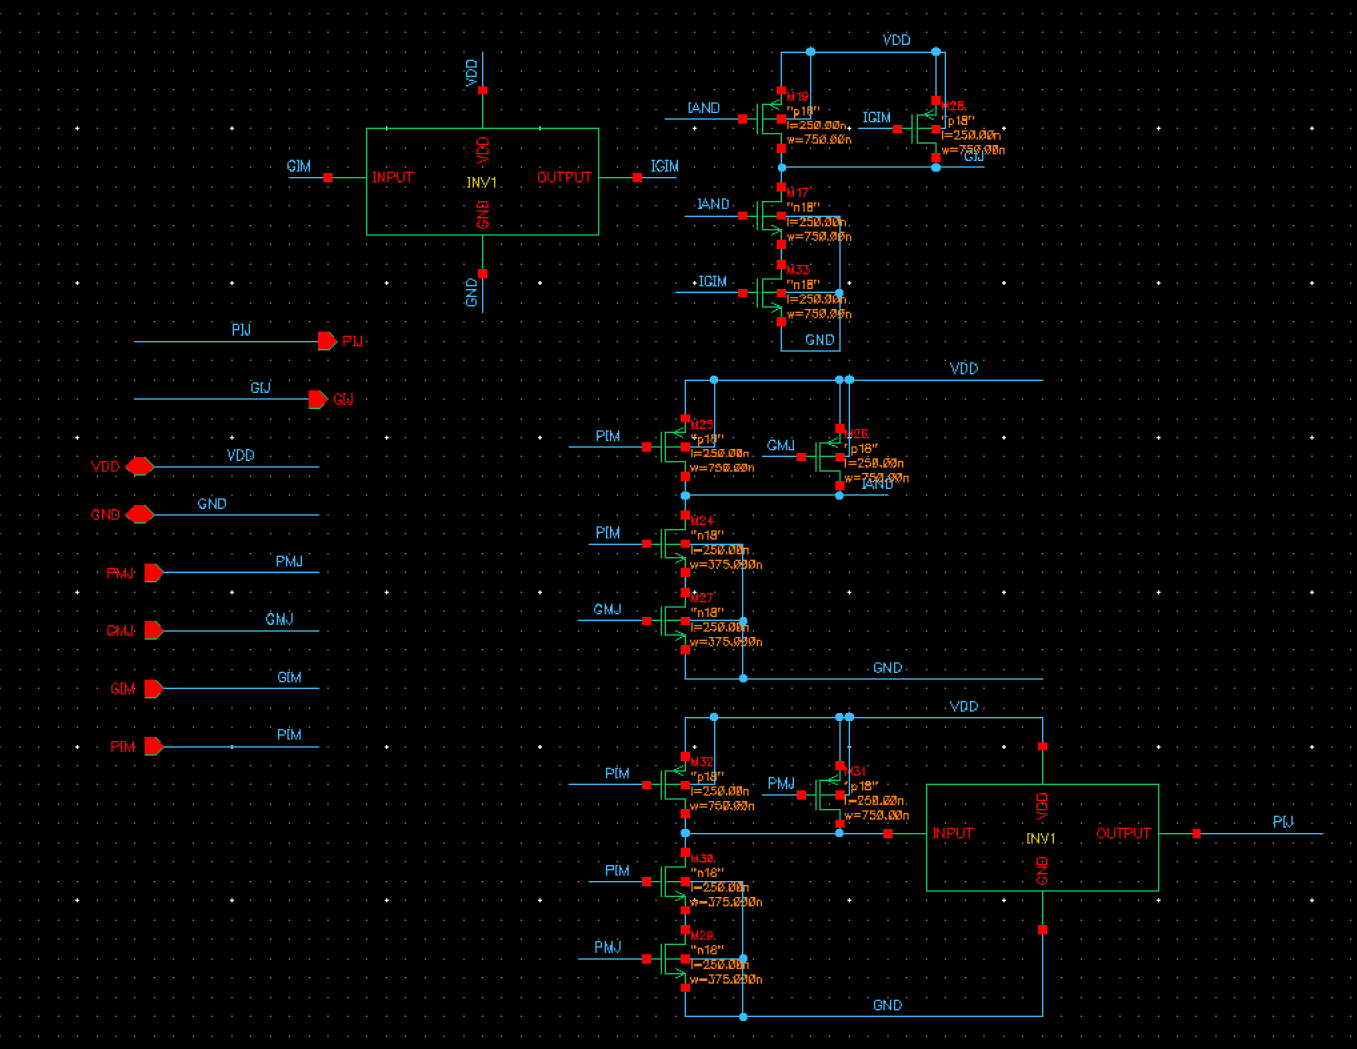 VDD
GIM
INPUT
VDD
INV1
GND
OUTPUT
IGIM
GND
VDD
IAND
M19
"p18"
l=250.00n
w=750.00n
IGIM
M28
"p18"
l=250.00n
w=750.00n
GIJ
IAND
M17
"n18"
l=250.00n
w=750.00n
IGIM
M33
"n18"
l=250.00n
w=750.00n
GND
PIJ
PIJ
GIJ
GIJ
VDD
VDD
GND
GND
PMJ
PMJ
GMJ
GMJ
GIM
GIM
PIM
PIM
VDD
PIM
M25
"p18"
l=250.00n
w=750.00n
GMJ
M26
"p18"
l=250.00n
w=750.00n
IAND
PIM
M24
"n18"
l=250.00n
w=375.000n
GMJ
M27
"n18"
l=250.00n
w=375.000n
GND
VDD
PIM
M32
"p18"
l=250.00n
w=750.00n
PMJ
M31
"p18"
l=250.00n
w=750.00n
INPUT
VDD
INV1
GND
OUTPUT
PIJ
PIM
M30
"n18"
l=250.00n
w=375.000n
PMJ
M29
"n18"
l=250.00n
w=375.000n
GND